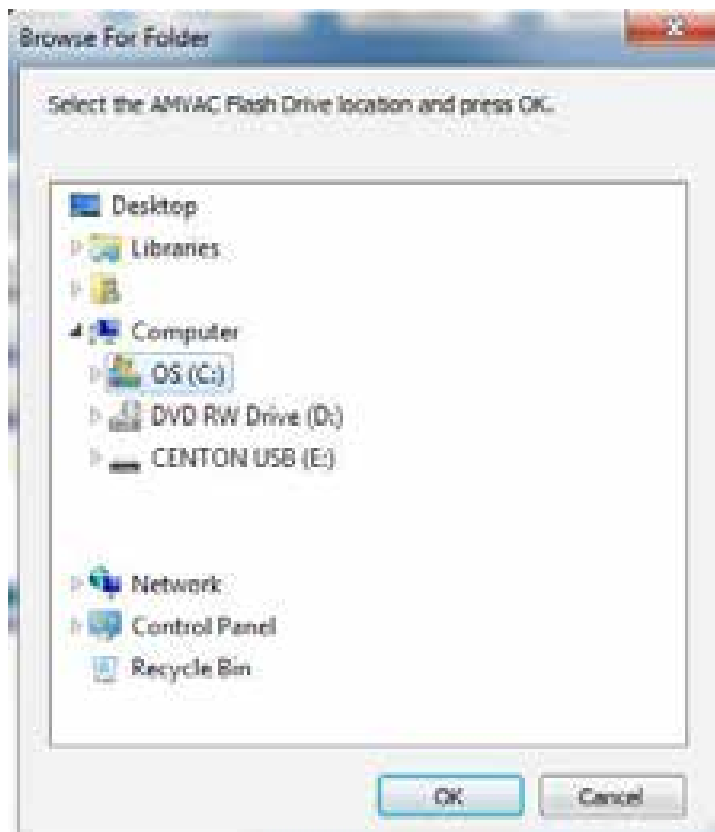 Browse For Folder
Select the AMVAC Flash Drive location and press OK.
Desktop
Libraries
Computer
OS (C:)
DVD RW Drive (D:)
CENTON USB (E:)
Network
Control Panel
Recycle Bin
OK
Cancel